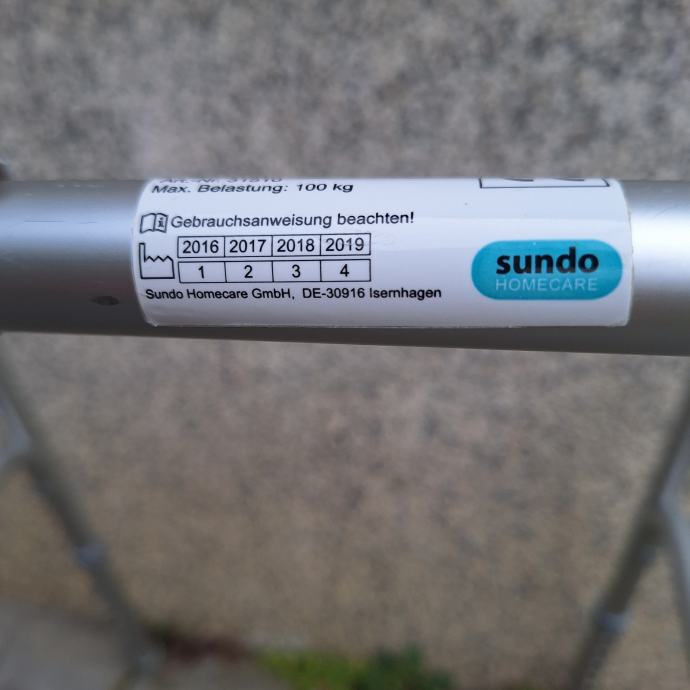 Max. Belastung: 100 kg
Gebrauchsanweisung beachten!
2016 2017 2018 2019
1 2 3 4
Sundo Homecare GmbH, DE-30916 Isernhagen
sundo
HOMECARE